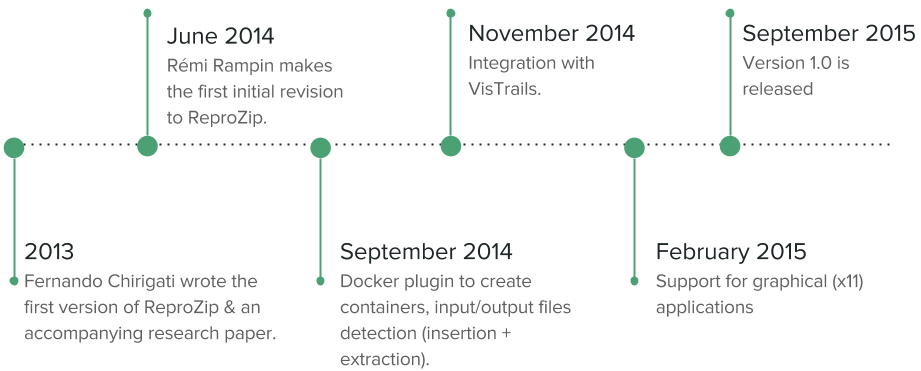 June 2014
Rémi Rampin makes
the first initial revision
to ReproZip.
November 2014
Integration with
VisTrails.
September 2015
Version 1.0 is
released
2013
Fernando Chirigati wrote the
first version of ReproZip & an
accompanying research paper.
September 2014
Docker plugin to create
containers, input/output files
detection (insertion +
extraction).
February 2015
Support for graphical (x11)
applications